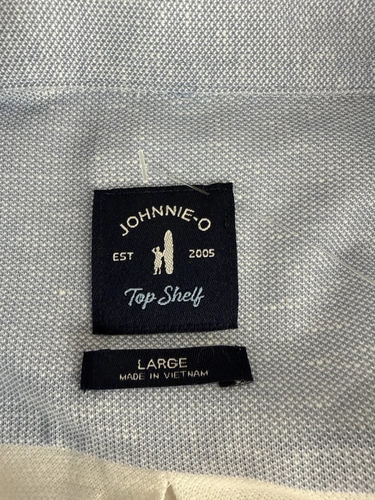 JOHNNIE-O
EST 2005
Top Shelf
LARGE
MADE IN VIETNAM